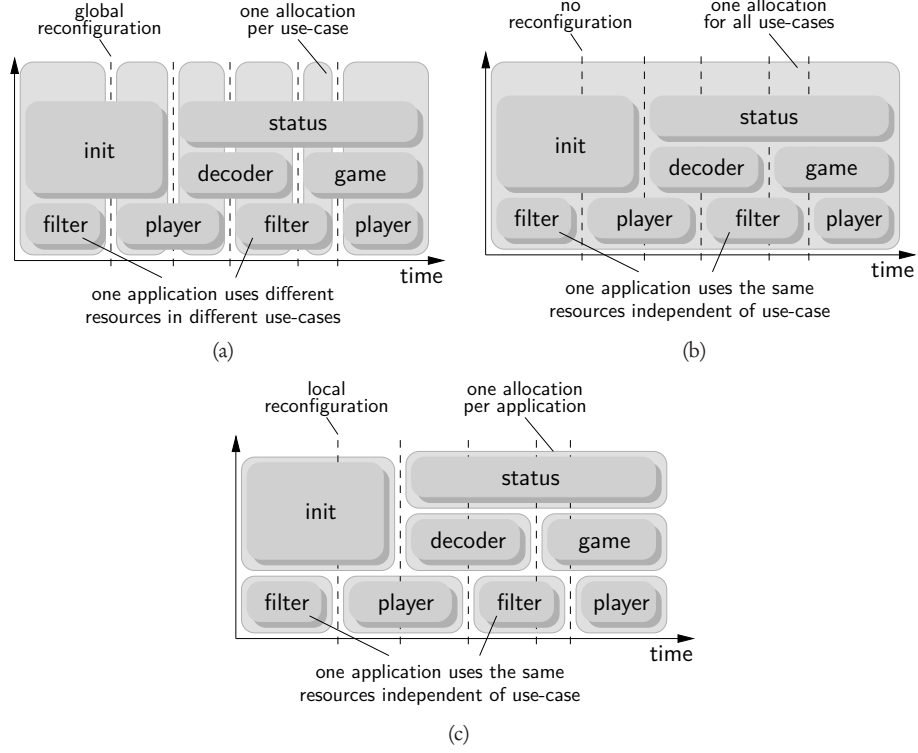 global
reconfiguration
one allocation
per use-case
status
init
decoder
game
filter
player
filter
player
time
one application uses different
resources in different use-cases
(a)
no
reconfiguration
one allocation
for all use-cases
status
init
decoder
game
filter
player
filter
player
time
one application uses the same
resources independent of use-case
(b)
local
reconfiguration
one allocation
per application
status
init
decoder
game
filter
player
filter
player
time
one application uses the same
resources independent of use-case
(c)